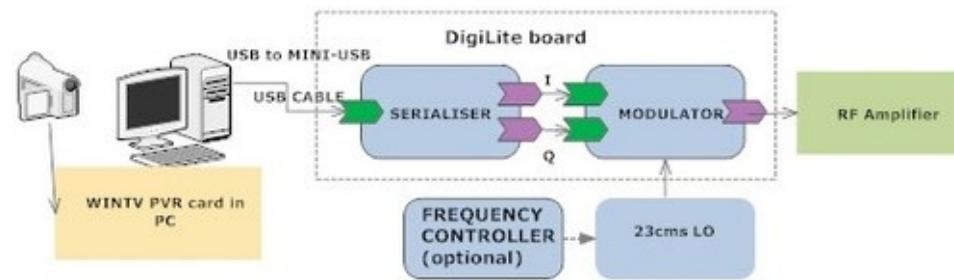 DigiLite board
USB to MINI-USB
USB CABLE
SERIALISER
I
Q
MODULATOR
RF Amplifier
WINTV PVR card in
PC
FREQUENCY
CONTROLLER
(optional)
23cms LO